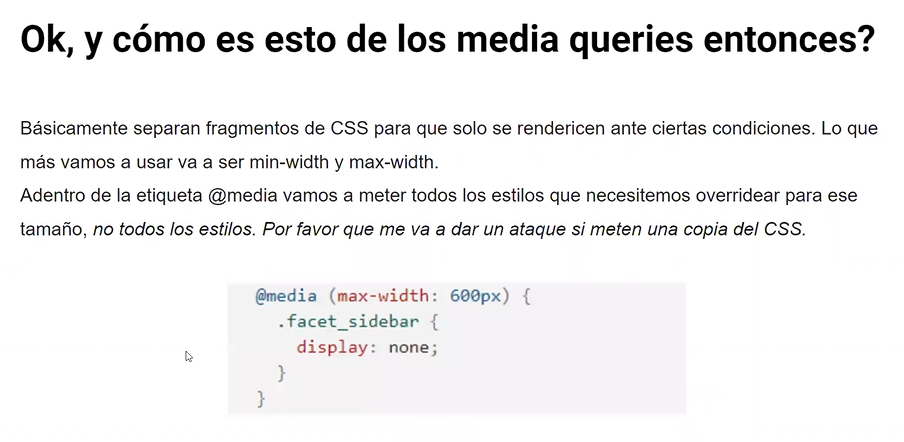 Ok, y cómo es esto de los media queries entonces?
Básicamente separan fragmentos de CSS para que solo se rendericen ante ciertas condiciones. Lo que
más vamos a usar va a ser min-width y max-width.
Adentro de la etiqueta @media vamos a meter todos los estilos que necesitemos overridear para ese
tamaño, no todos los estilos. Por favor que me va a dar un ataque si meten una copia del CSS.
@media (max-width: 600px) {
.facet_sidebar {
display: none;
}
}